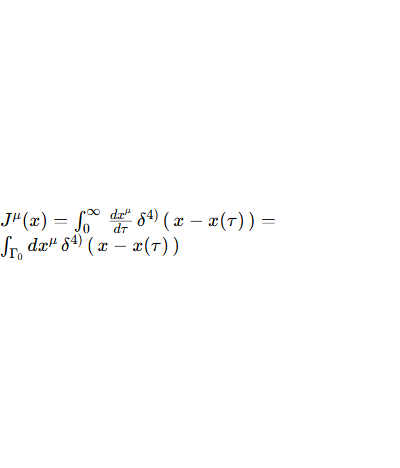 J^μ(x) = ∫_0^∞ dx^μ/dτ δ^{4)} ( x − x(τ) ) =
∫_{Γ_0} dx^μ δ^{4)} ( x − x(τ) )